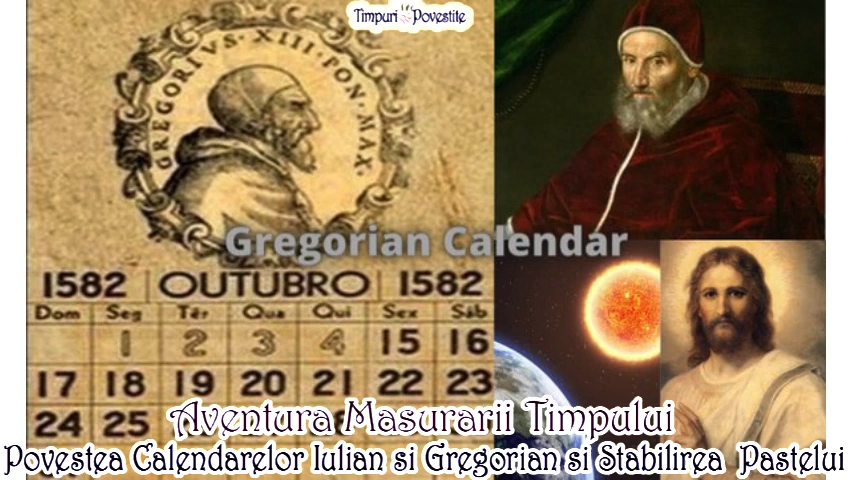 Timpuri Povestite
GREGORIVS · XIII · PON · MAX ·
Gregorian Calendar
1582 OUTUBRO 1582
Dom Seg Têr Qua Qui Sex Sáb
1 2 3 4 15 16
17 18 19 20 21 22 23
24 25
Aventura Masurarii Timpului
Povestea Calendarelor Iulian si Gregorian si Stabilirea Pastelui